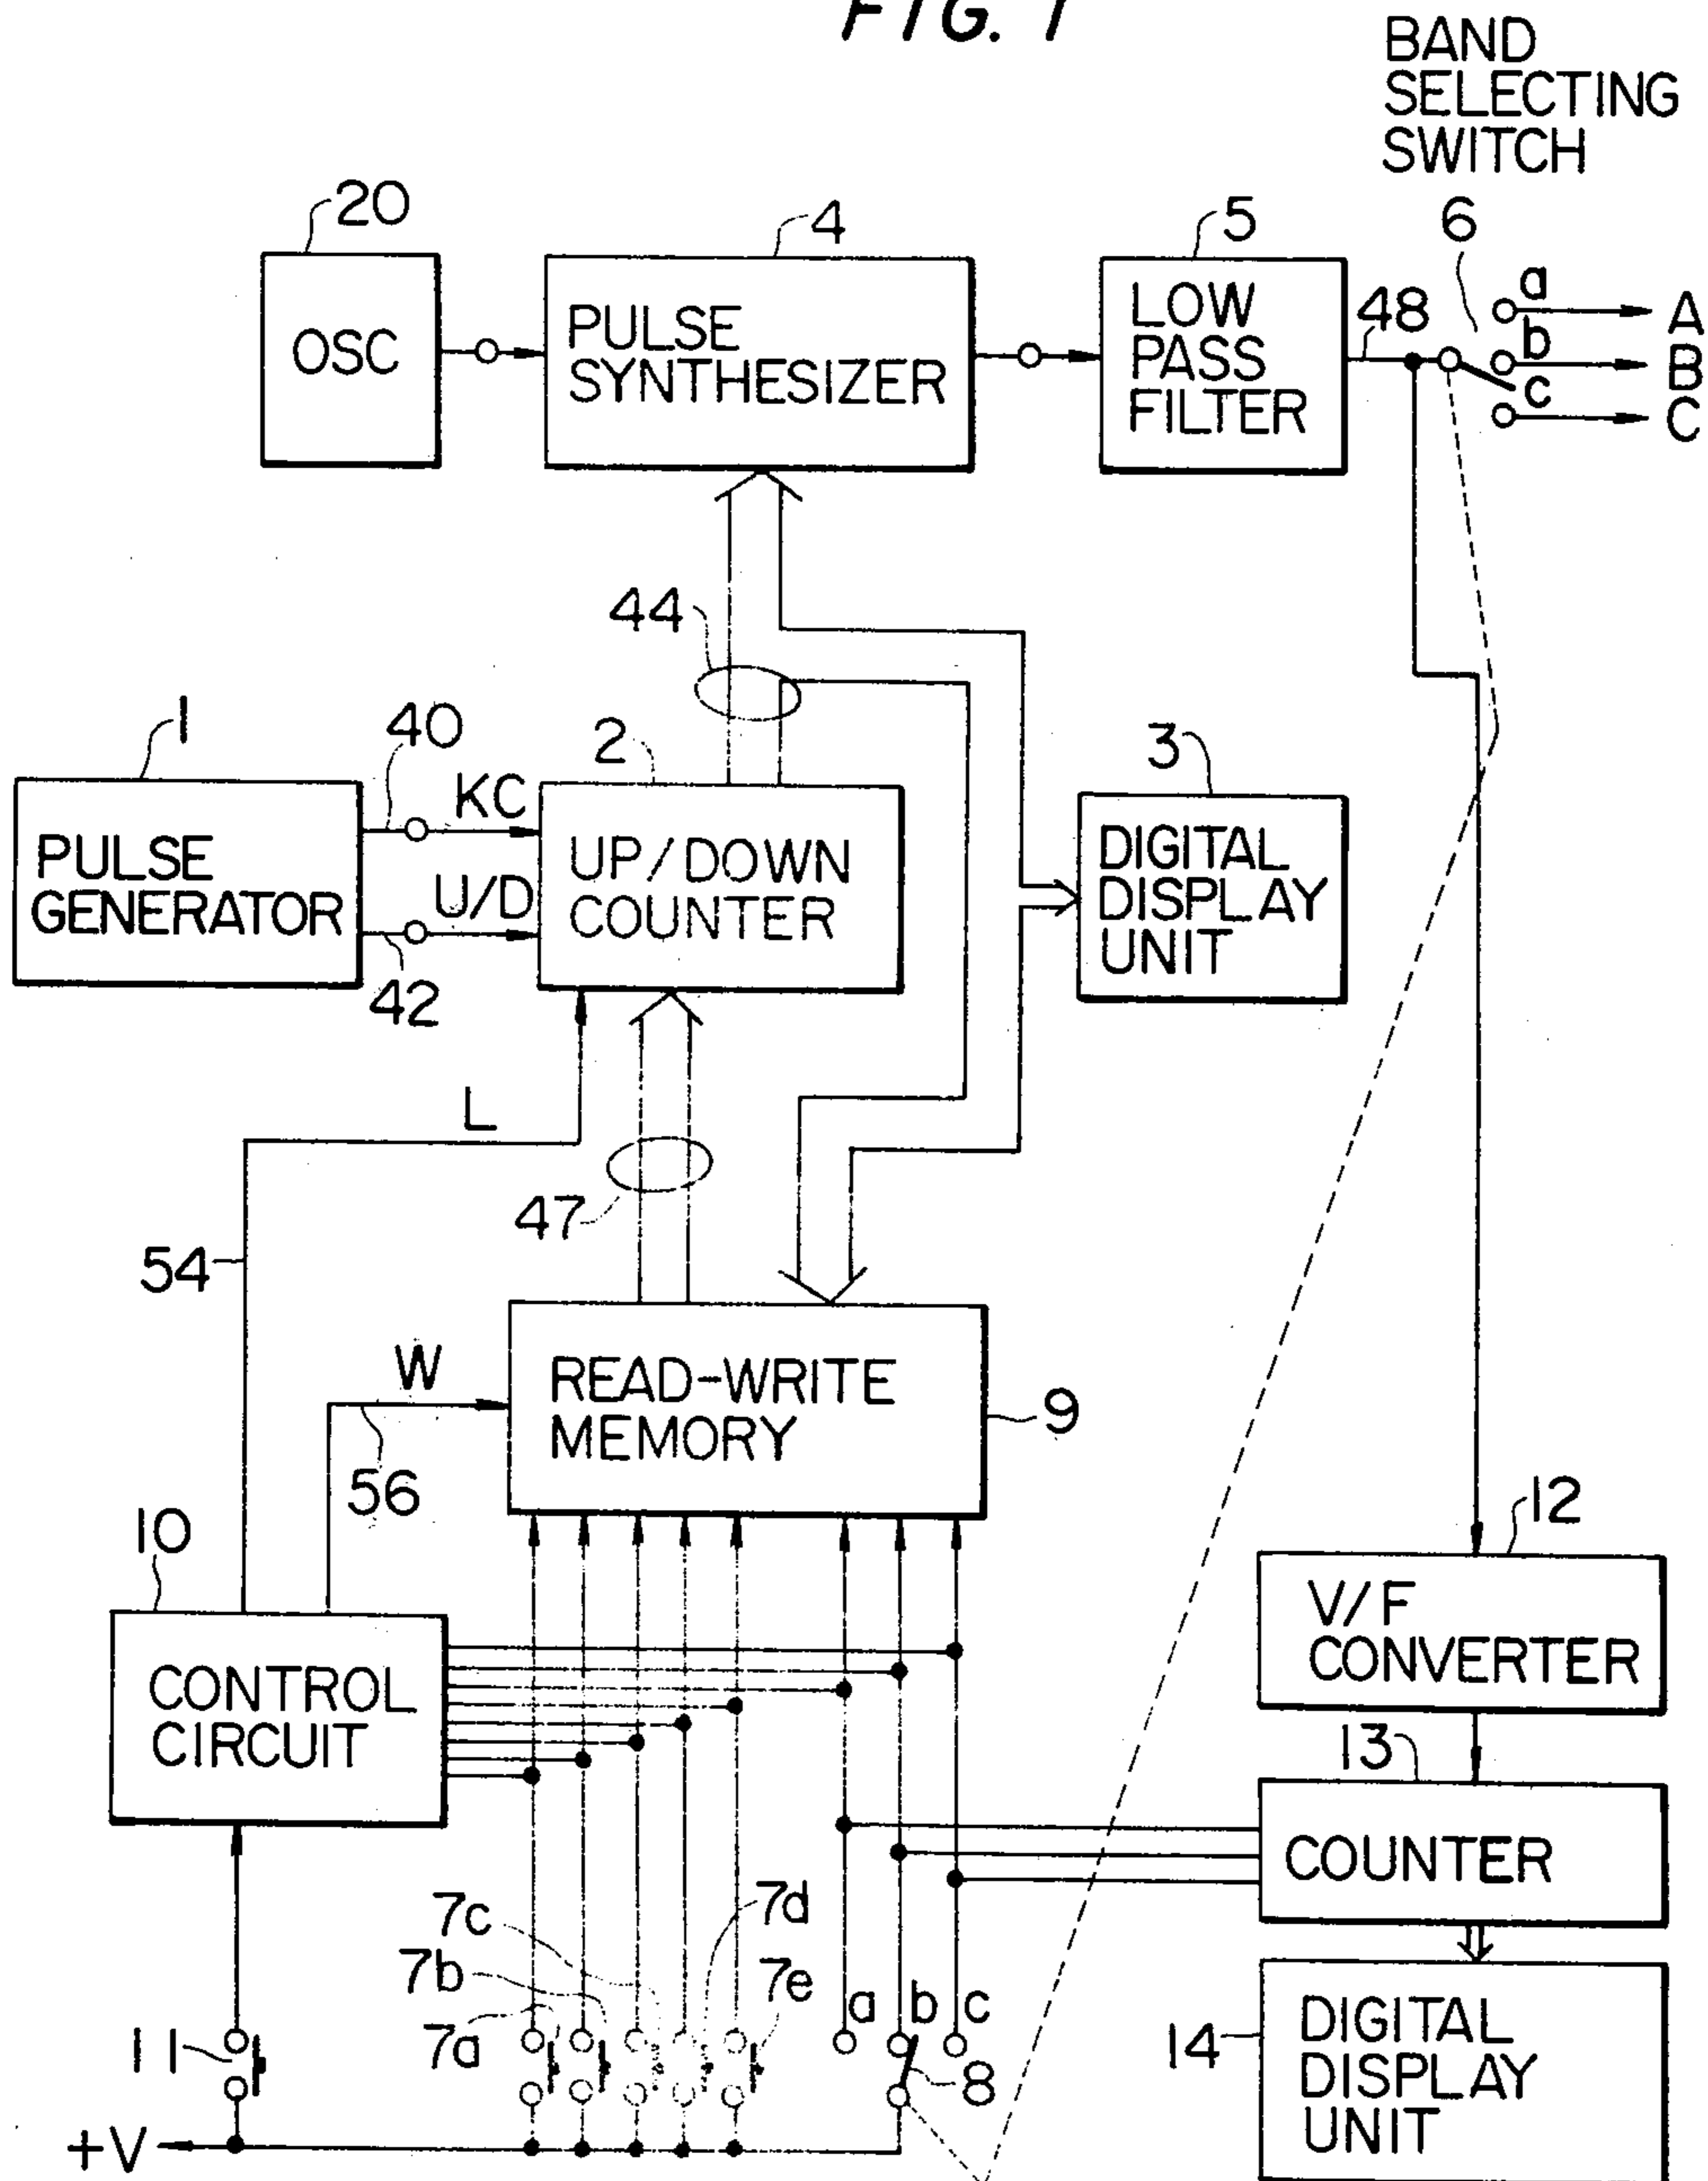 FIG. 1
BAND
SELECTING
SWITCH
20
4
5
6
OSC
PULSE
SYNTHESIZER
LOW
PASS
FILTER
48
a
b
c
A
B
C
44
1
40
2
3
KC
PULSE
GENERATOR
U/D
42
UP/DOWN
COUNTER
DIGITAL
DISPLAY
UNIT
L
47
54
W
READ-WRITE
MEMORY
9
56
10
12
CONTROL
CIRCUIT
V/F
CONVERTER
13
COUNTER
7c
7d
7b
7e
7a
a
b
c
11
8
14
DIGITAL
DISPLAY
UNIT
+V